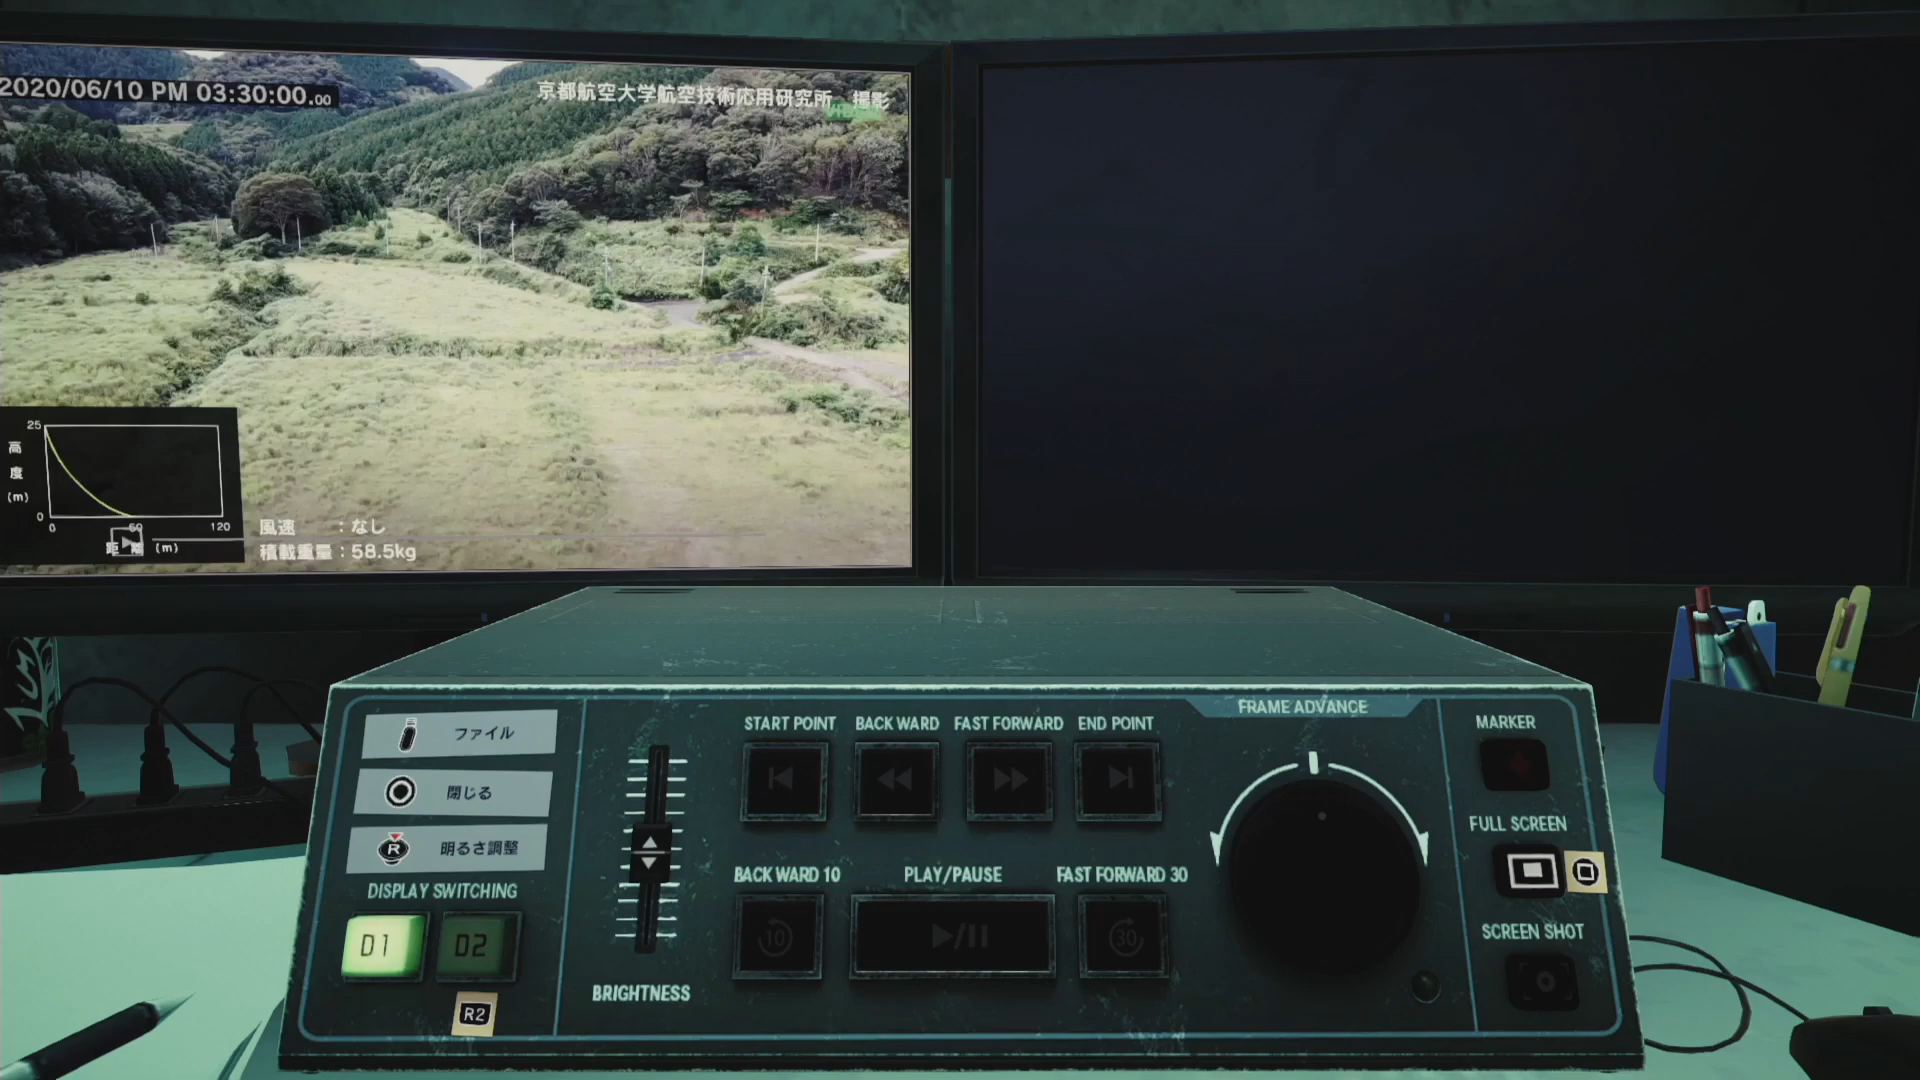 2020/06/10 PM 03:30:00.00
京都航空大学航空技術応用研究所 撮影
25
高度
(m)
0
0 60 120
距離 (m)
風速 :なし
積載重量:58.5kg
ファイル
閉じる
R 明るさ調整
DISPLAY SWITCHING
D1 D2
R2
BRIGHTNESS
START POINT BACK WARD FAST FORWARD END POINT
BACK WARD 10 PLAY/PAUSE FAST FORWARD 30
10 30
FRAME ADVANCE
MARKER
FULL SCREEN
SCREEN SHOT